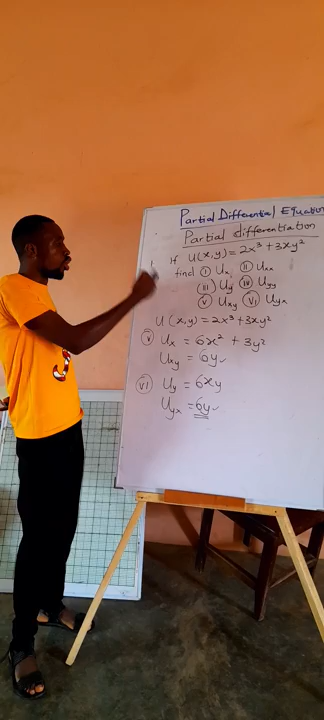 Partial Differential Equation
Partial differentiation
If U(x,y) = 2x³ + 3xy²
find (i) Ux (ii) Uxx
(iii) Uy (iv) Uyy
(v) Uxy (vi) Uyx
U(x,y) = 2x³ + 3xy²
(v) Ux = 6x² + 3y²
Uxy = 6y
(vi) Uy = 6xy
Uyx = 6y